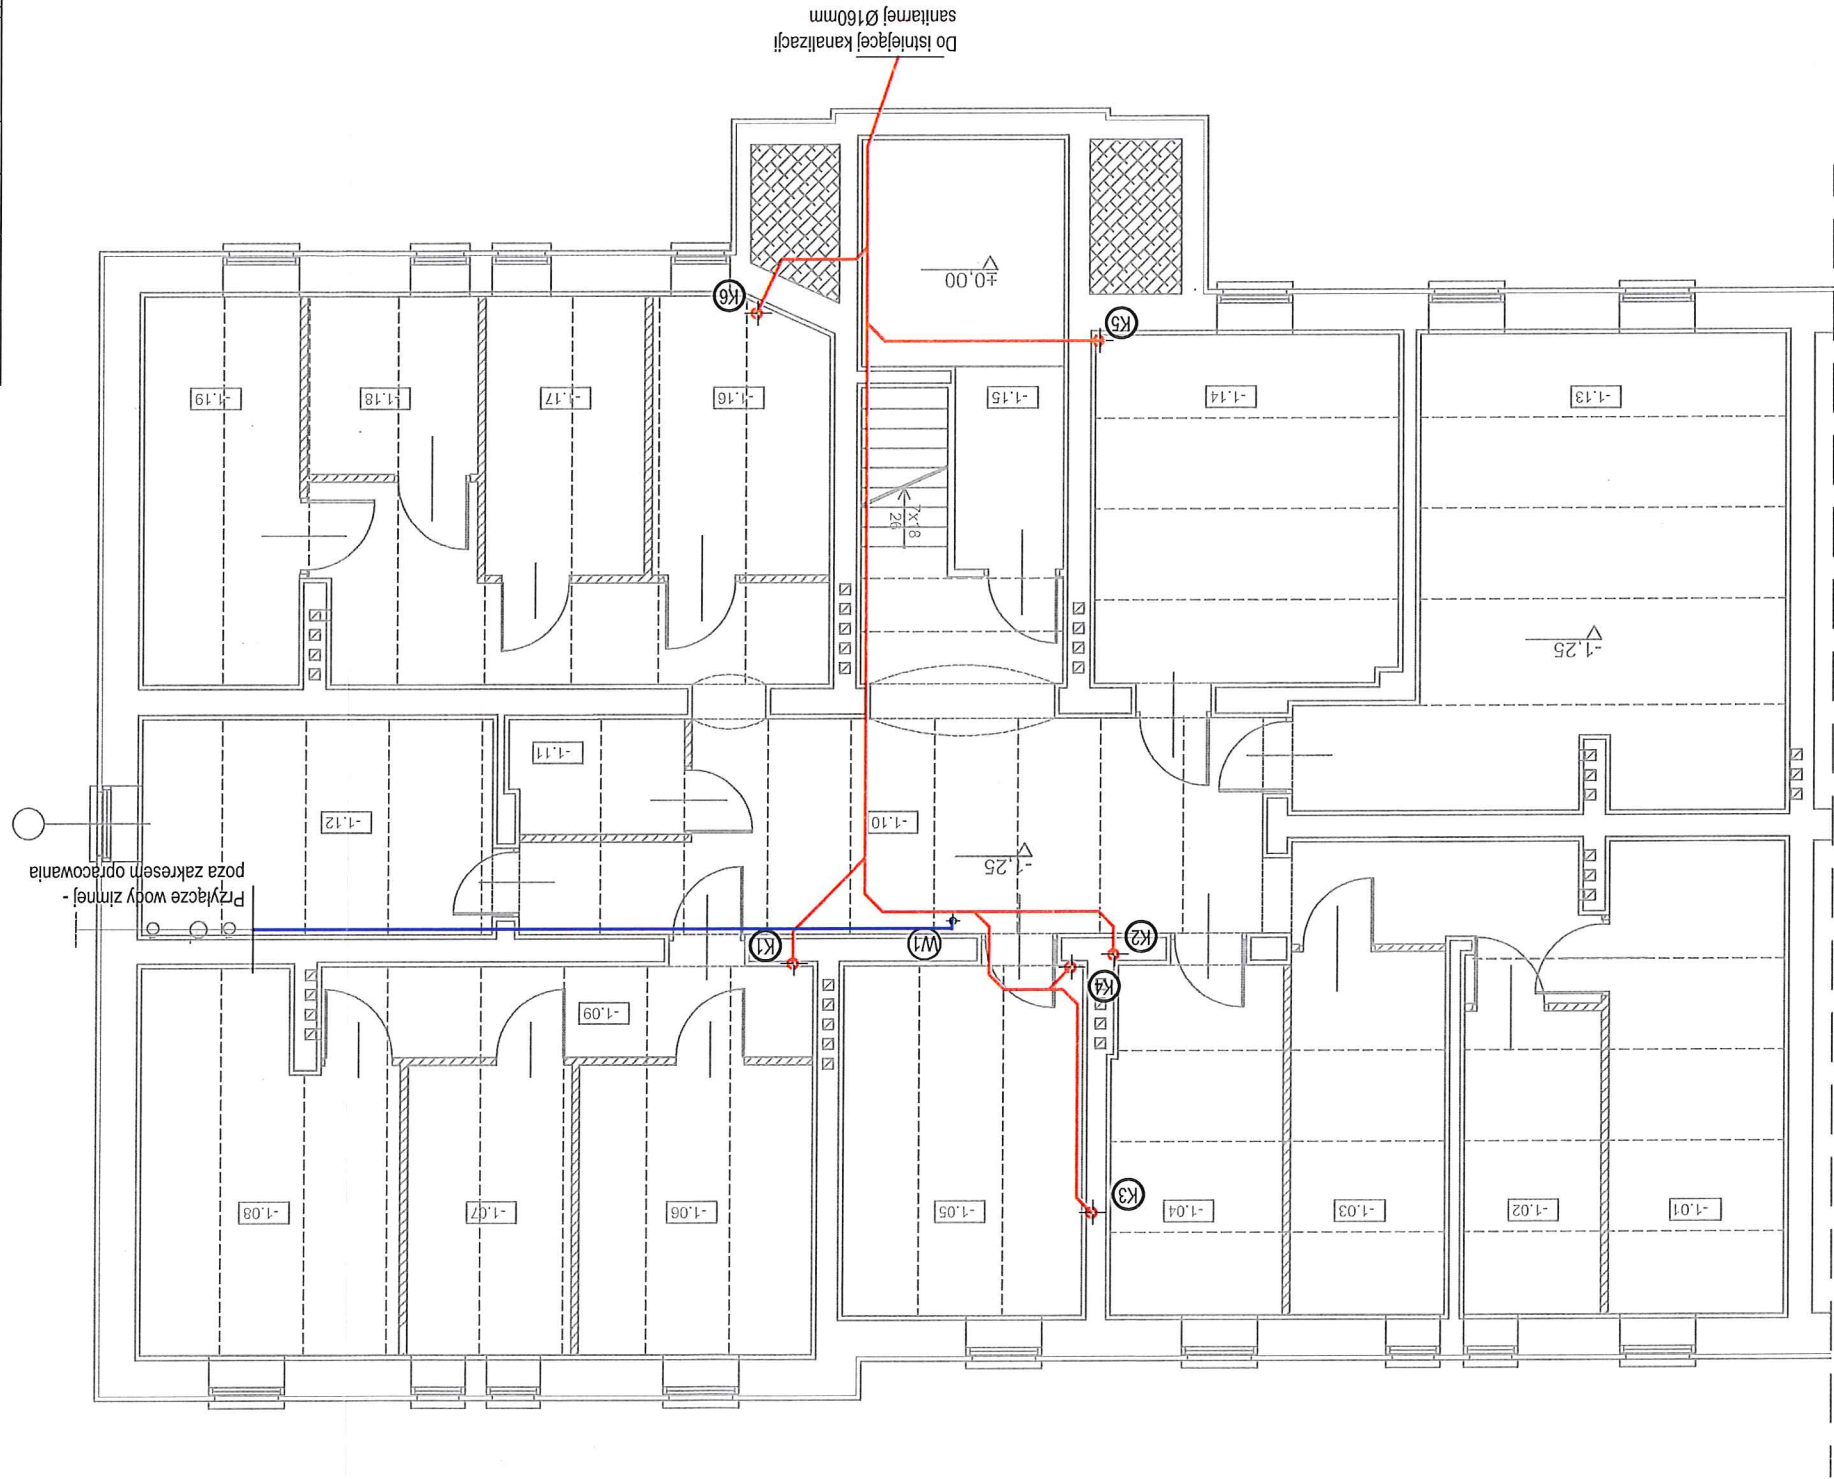 -1.01
-1.02
-1.03
-1.04
-1.05
-1.06
-1.07
-1.08
K3
-1.09
K4
K2
W1
K1
Przyłącze wody zimnej -
poza zakresem opracowania
-1,25
-1.10
-1.12
-1.11
-1,25
7x18
26
-1.13
-1.14
-1.15
-1.16
-1.17
-1.18
-1.19
K5
K6
±0,00
Do istniejącej kanalizacji
sanitarnej Ø160mm